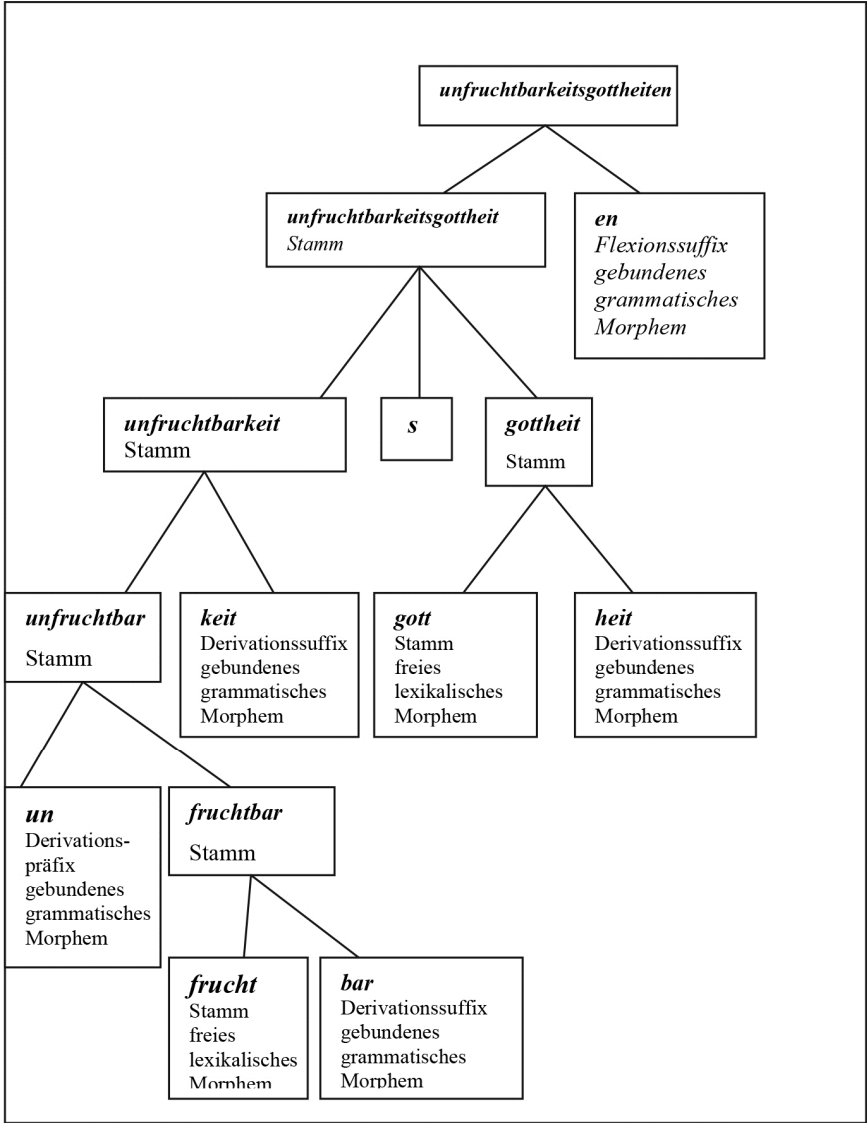 unfruchtbarkeitsgottheiten
unfruchtbarkeitsgottheit
Stamm
en
Flexionssuffix
gebundenes
grammatisches
Morphem
unfruchtbarkeit
Stamm
s
gottheit
Stamm
unfruchtbar
Stamm
keit
Derivationssuffix
gebundenes
grammatisches
Morphem
gott
Stamm
freies
lexikalisches
Morphem
heit
Derivationssuffix
gebundenes
grammatisches
Morphem
un
Derivations-
präfix
gebundenes
grammatisches
Morphem
fruchtbar
Stamm
frucht
Stamm
freies
lexikalisches
Morphem
bar
Derivationssuffix
gebundenes
grammatisches
Morphem